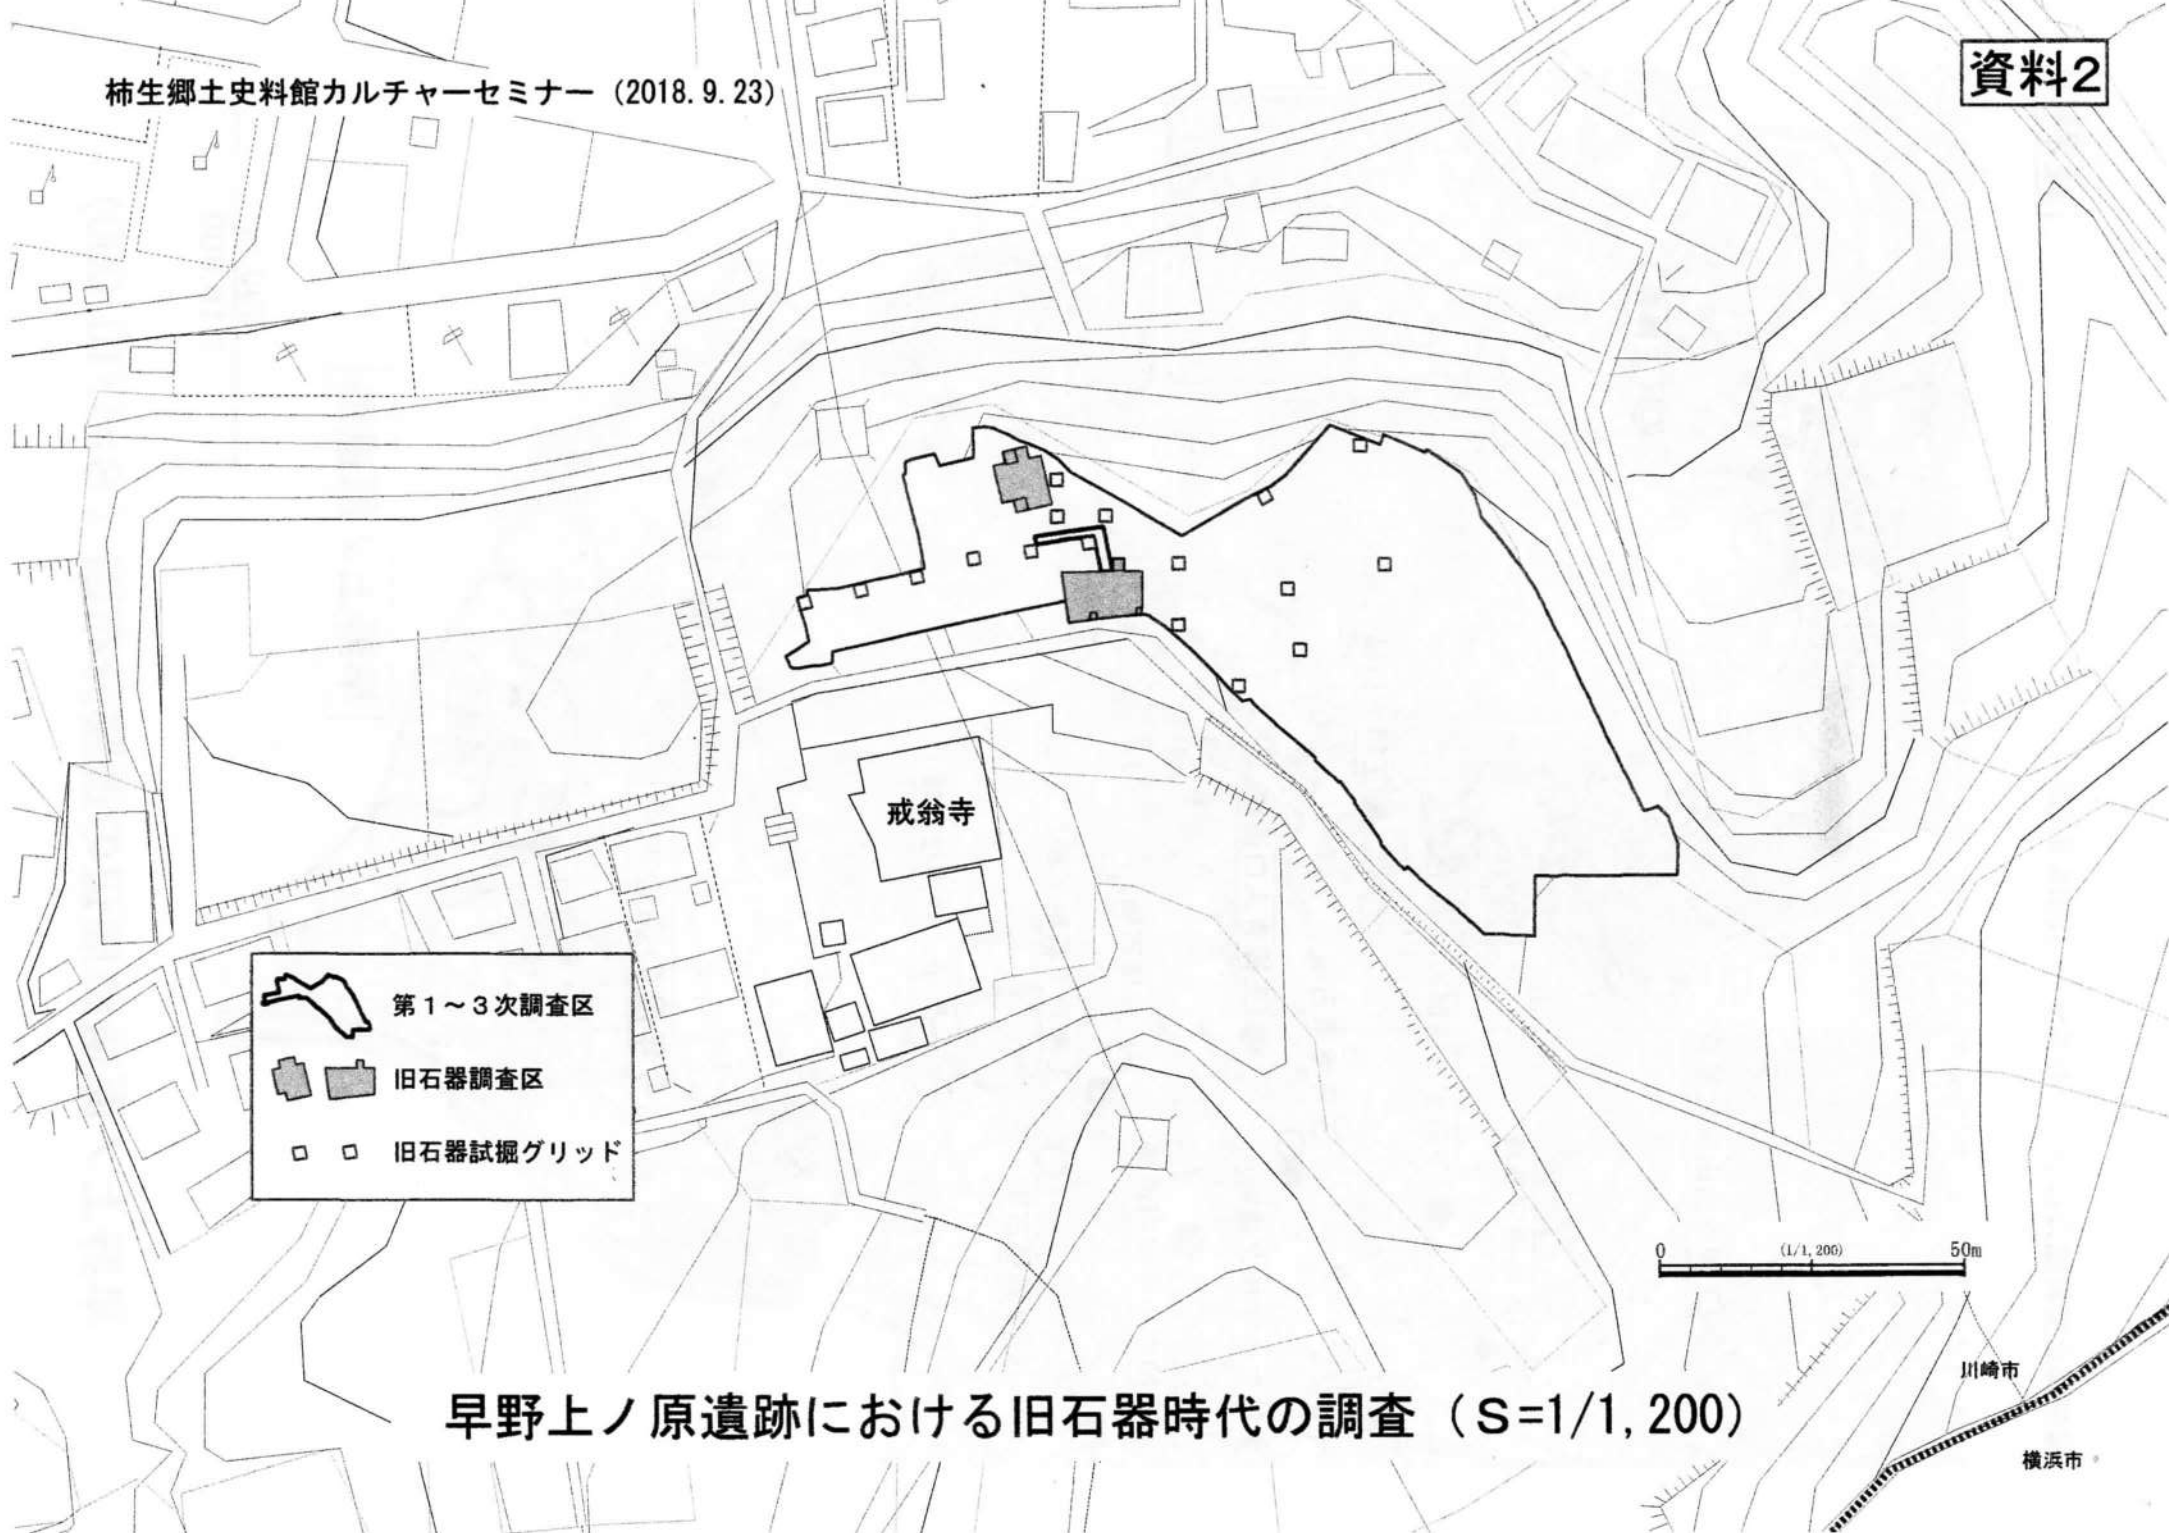 柿生郷土史料館カルチャーセミナー（2018.9.23）
資料2
戒翁寺
第１～３次調査区
旧石器調査区
旧石器試掘グリッド
0 (1/1,200) 50m
川崎市
横浜市
早野上ノ原遺跡における旧石器時代の調査（Ｓ=1/1,200）